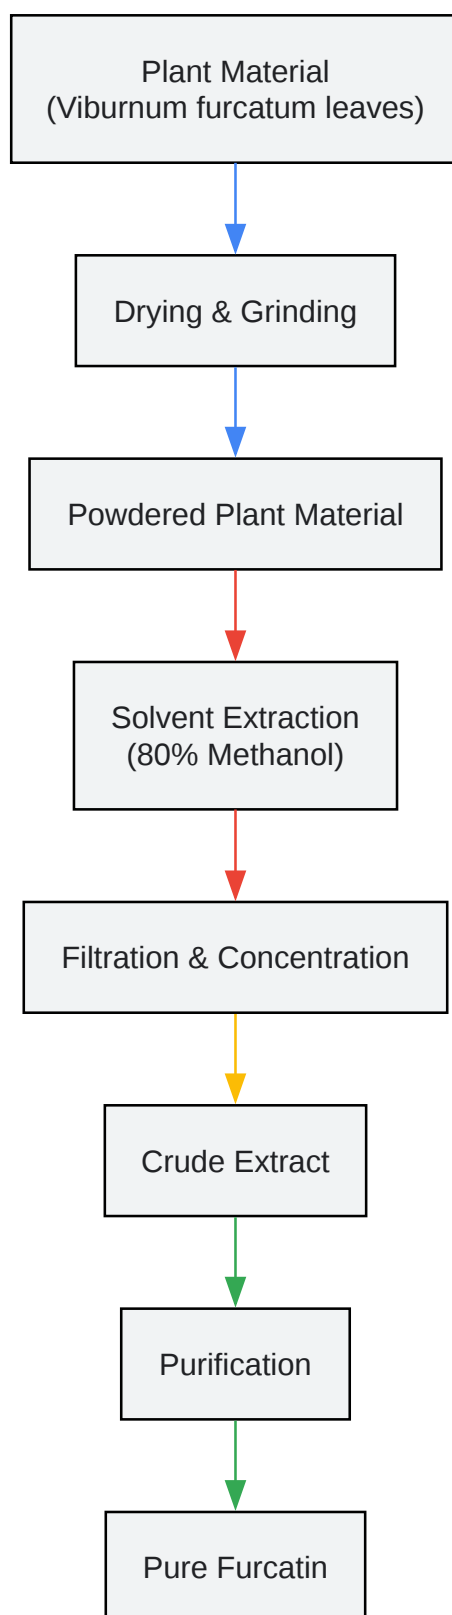 Plant Material
(Viburnum furcatum leaves)
Drying & Grinding
Powdered Plant Material
Solvent Extraction
(80% Methanol)
Filtration & Concentration
Crude Extract
Purification
Pure Furcatin